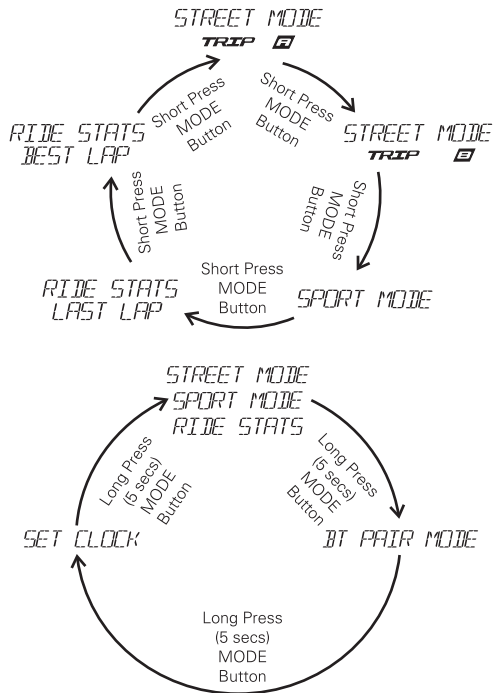 STREET MODE
TRIP A
Short Press
MODE
Button
Short Press
MODE
Button
RIDE STATS
BEST LAP
STREET MODE
TRIP B
Short Press
MODE
Button
Short Press
MODE
Button
Short Press
MODE
Button
RIDE STATS
LAST LAP
SPORT MODE
STREET MODE
SPORT MODE
RIDE STATS
Long Press
(5 secs)
MODE
Button
Long Press
(5 secs)
MODE
Button
SET CLOCK
BT PAIR MODE
Long Press
(5 secs)
MODE
Button